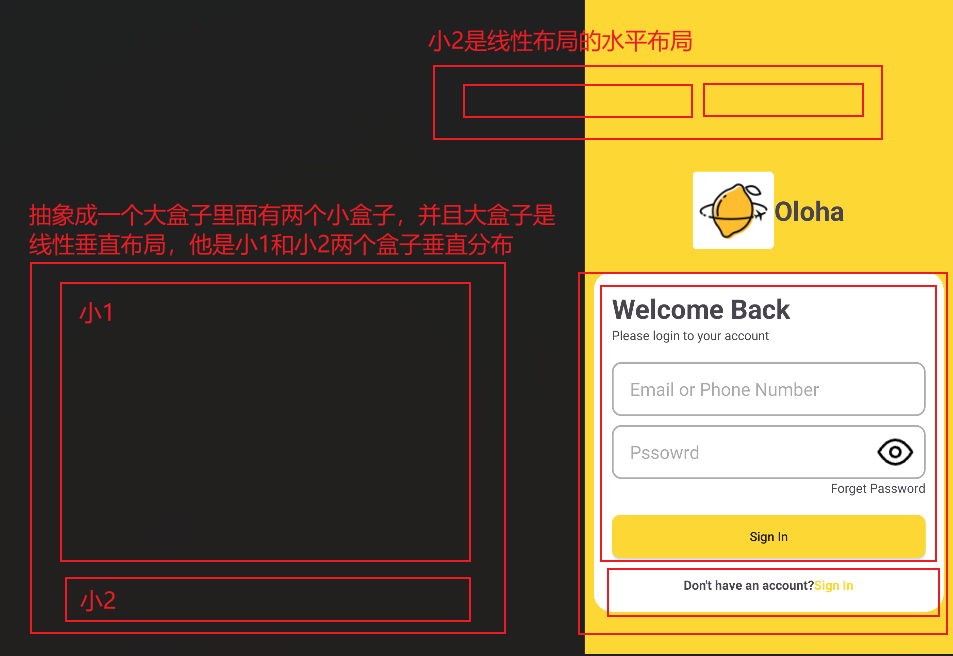 小2是线性布局的水平布局
抽象成一个大盒子里面有两个小盒子，并且大盒子是
线性垂直布局，他是小1和小2两个盒子垂直分布
小1
小2
Oloha
Welcome Back
Please login to your account
Email or Phone Number
Pssowrd
Forget Password
Sign In
Don't have an account?Sign In